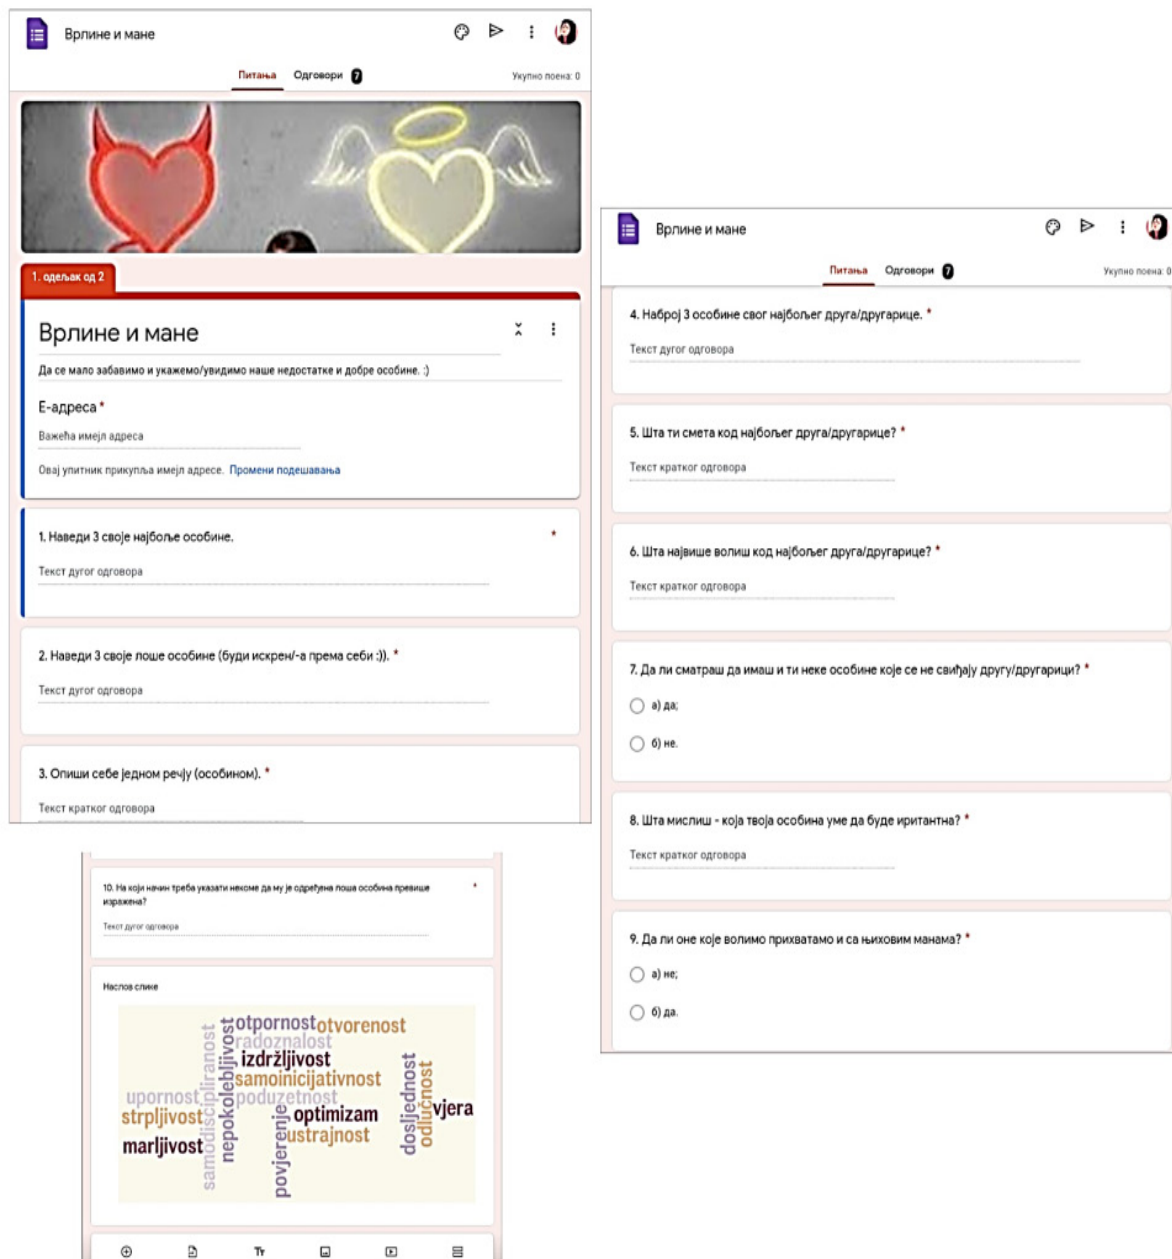 Врлине и мане
Питања Одговори 7 Укупно поена: 0
1. одељак од 2
Врлине и мане
Да се мало забавимо и укажемо/увидимо наше недостатке и добре особине. :)
Е-адреса *
Важећа имејл адреса
Овај упитник прикупља имејл адресе. Промени подешавања
1. Наведи 3 своје најбоље особине. *
Текст дугог одговора
2. Наведи 3 своје лоше особине (буди искрен/-а према себи :)). *
Текст дугог одговора
3. Опиши себе једном речју (особином). *
Текст кратког одговора
Врлине и мане
Питања Одговори 7 Укупно поена: 0
4. Наброј 3 особине свог најбољег друга/другарице. *
Текст дугог одговора
5. Шта ти смета код најбољег друга/другарице? *
Текст кратког одговора
6. Шта највише волиш код најбољег друга/другарице? *
Текст кратког одговора
7. Да ли сматраш да имаш и ти неке особине које се не свиђају другу/другарици? *
а) да;
б) не.
8. Шта мислиш - која твоја особина уме да буде иритантна? *
Текст кратког одговора
9. Да ли оне које волимо прихватамо и са њиховим манама? *
а) не;
б) да.
10. На који начин треба указати некоме да му је одређена лоша особина превише *
изражена?
Текст дугог одговора
Наслов слике
otpornost
otvorenost
radoznalost
izdržljivost
samoinicijativnost
upornost
poduzetnost
strpljivost
optimizam
vjera
marljivost
ustrajnost
samodiscipliranost
nepokolebljivost
povjerenje
dosljednost
odlučnost
Tт